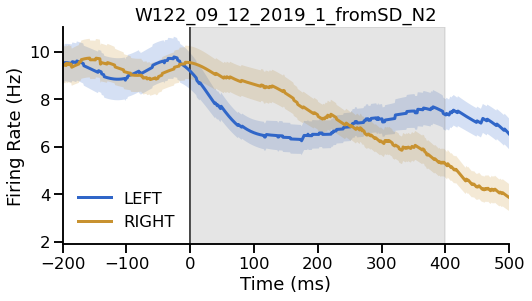 W122_09_12_2019_1_fromSD_N2
Firing Rate (Hz)
10
8
6
4
2
LEFT
RIGHT
−200 −100 0 100 200 300 400 500
Time (ms)